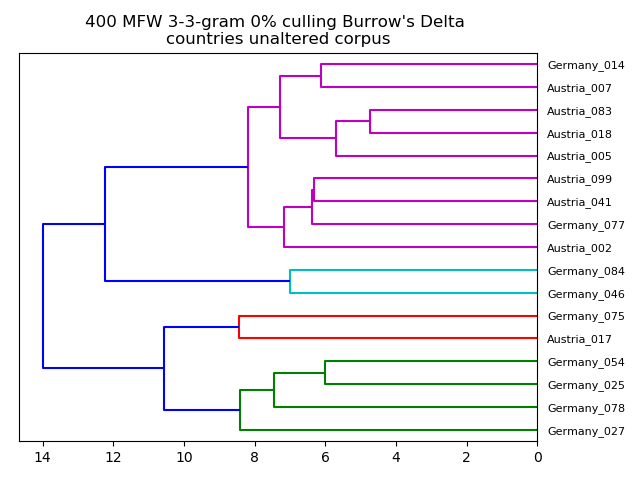 400 MFW 3-3-gram 0% culling Burrow's Delta
countries unaltered corpus
Germany_014
Austria_007
Austria_083
Austria_018
Austria_005
Austria_099
Austria_041
Germany_077
Austria_002
Germany_084
Germany_046
Germany_075
Austria_017
Germany_054
Germany_025
Germany_078
Germany_027
14 12 10 8 6 4 2 0